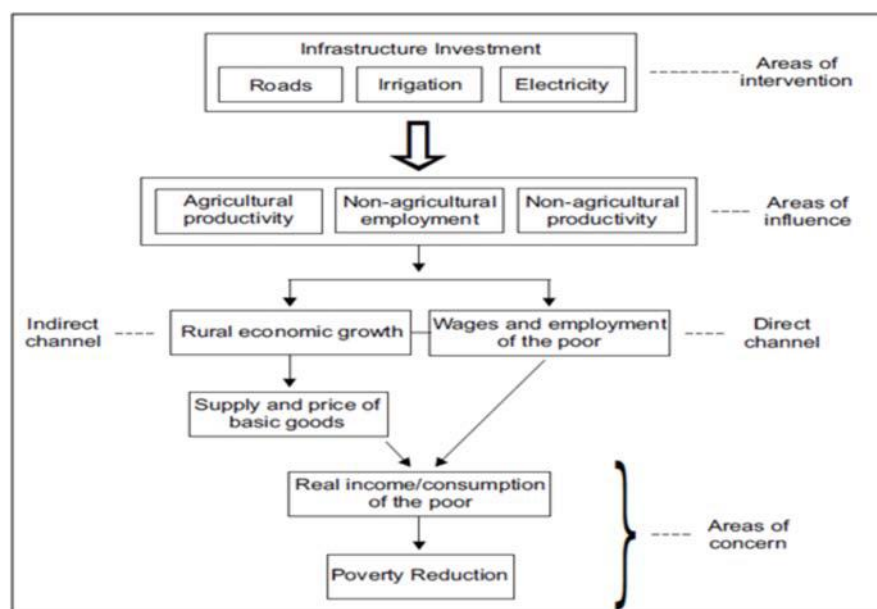 Infrastructure Investment
Roads
Irrigation
Electricity
Areas of
intervention
Agricultural
productivity
Non-agricultural
employment
Non-agricultural
productivity
Areas of
influence
Indirect
channel
Rural economic growth
Wages and employment
of the poor
Direct
channel
Supply and price of
basic goods
Real income/consumption
of the poor
Areas of
concern
Poverty Reduction